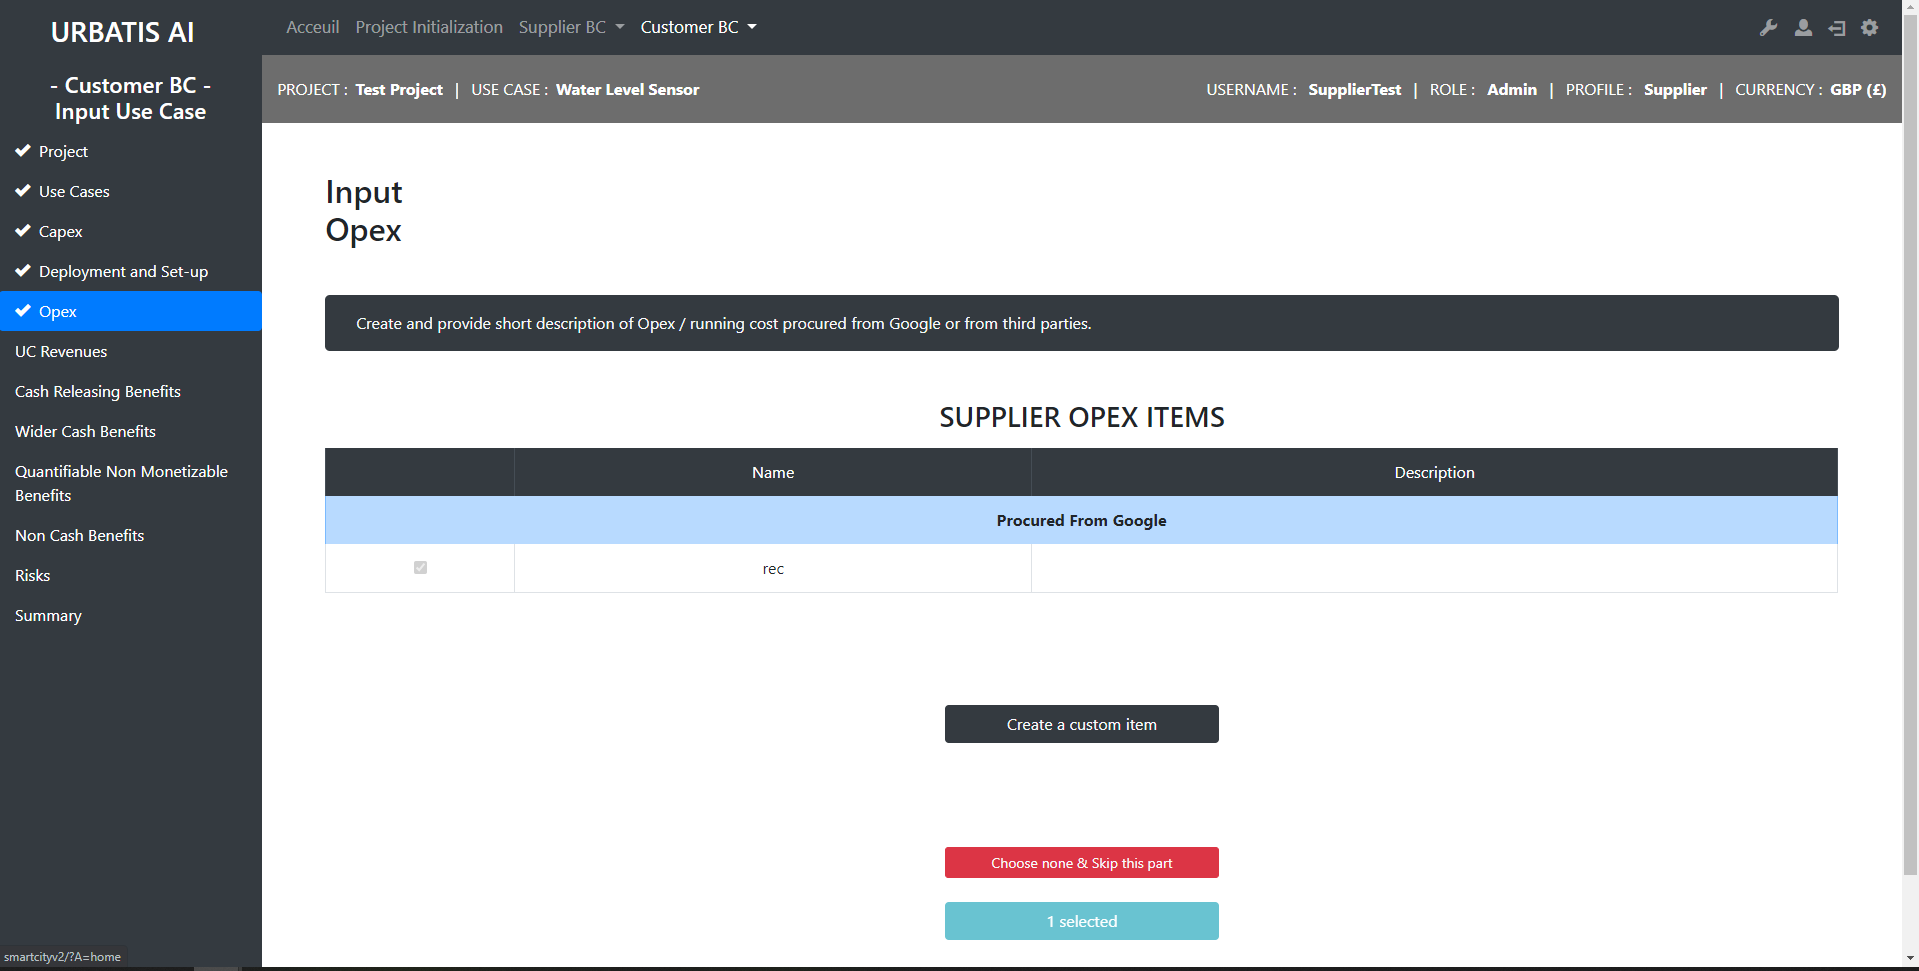 URBATIS AI
Acceuil Project Initialization Supplier BC Customer BC
- Customer BC -
Input Use Case
PROJECT : Test Project | USE CASE : Water Level Sensor
USERNAME : SupplierTest | ROLE : Admin | PROFILE : Supplier | CURRENCY : GBP (£)
Project
Use Cases
Capex
Deployment and Set-up
Opex
UC Revenues
Cash Releasing Benefits
Wider Cash Benefits
Quantifiable Non Monetizable
Benefits
Non Cash Benefits
Risks
Summary
Input
Opex
Create and provide short description of Opex / running cost procured from Google or from third parties.
SUPPLIER OPEX ITEMS
Name Description
Procured From Google
rec
Create a custom item
Choose none & Skip this part
1 selected
smartcityv2/?A=home